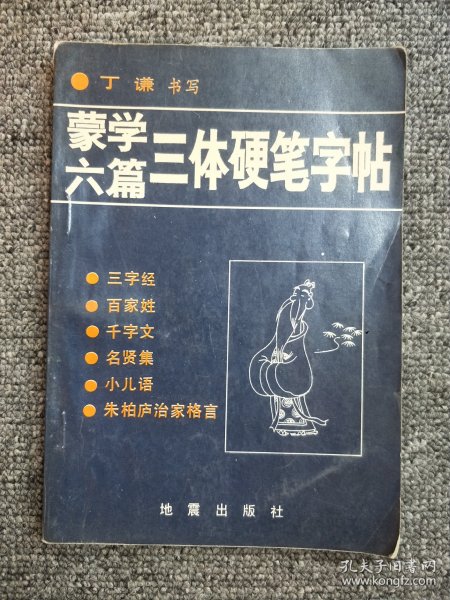 丁谦 书写
蒙学六篇三体硬笔字帖
三字经
百家姓
千字文
名贤集
小儿语
朱柏庐治家格言
地震出版社
孔夫子旧书网
www.kongfz.com